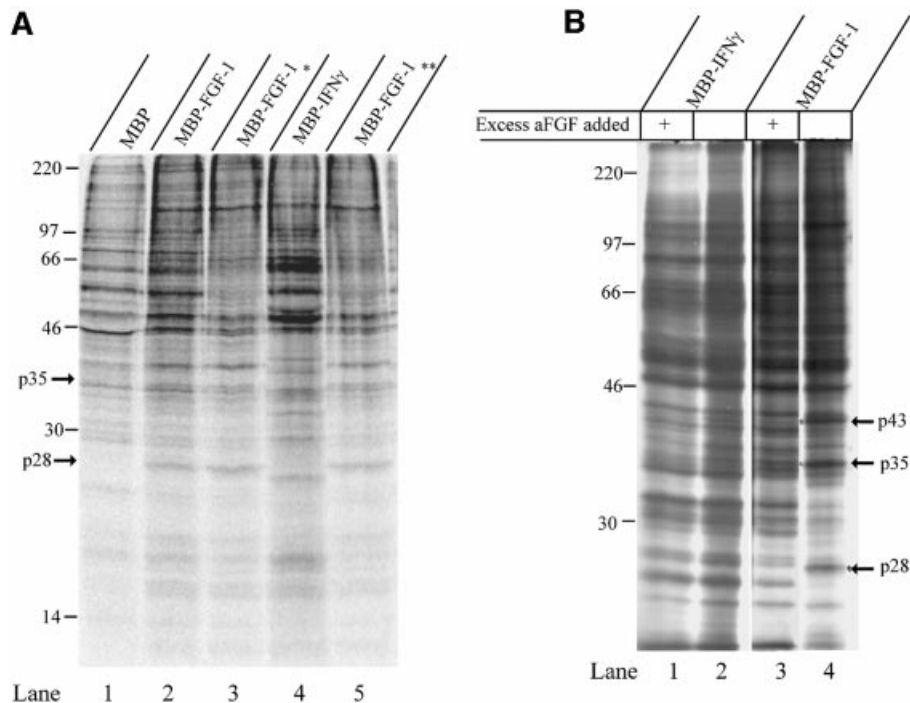 A
MBP
MBP-FGF-1
MBP-FGF-1 *
MBP-IFNγ
MBP-FGF-1 **
220
97
66
46
p35
30
p28
14
Lane 1 2 3 4 5
B
MBP-IFNγ
MBP-FGF-1
Excess aFGF added + +
220
97
66
46
p43
p35
30
p28
Lane 1 2 3 4